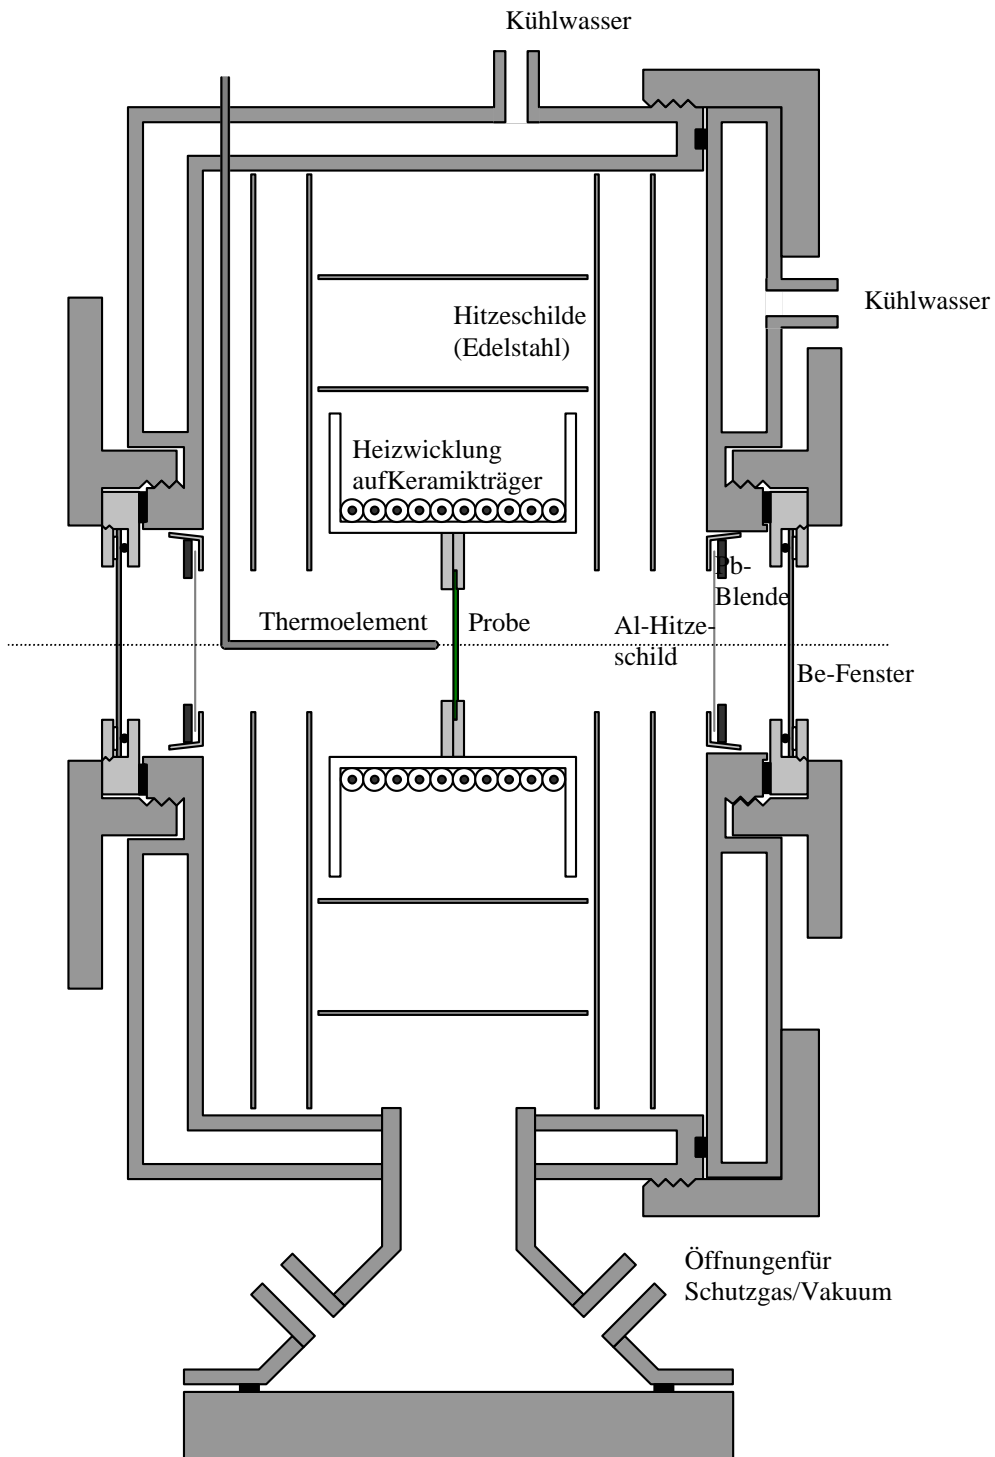 Kühlwasser
Kühlwasser
Hitzeschilde
(Edelstahl)
Heizwicklung
aufKeramikträger
Pb-
Blende
Thermoelement
Probe
Al-Hitze-
schild
Be-Fenster
Öffnungenfür
Schutzgas/Vakuum